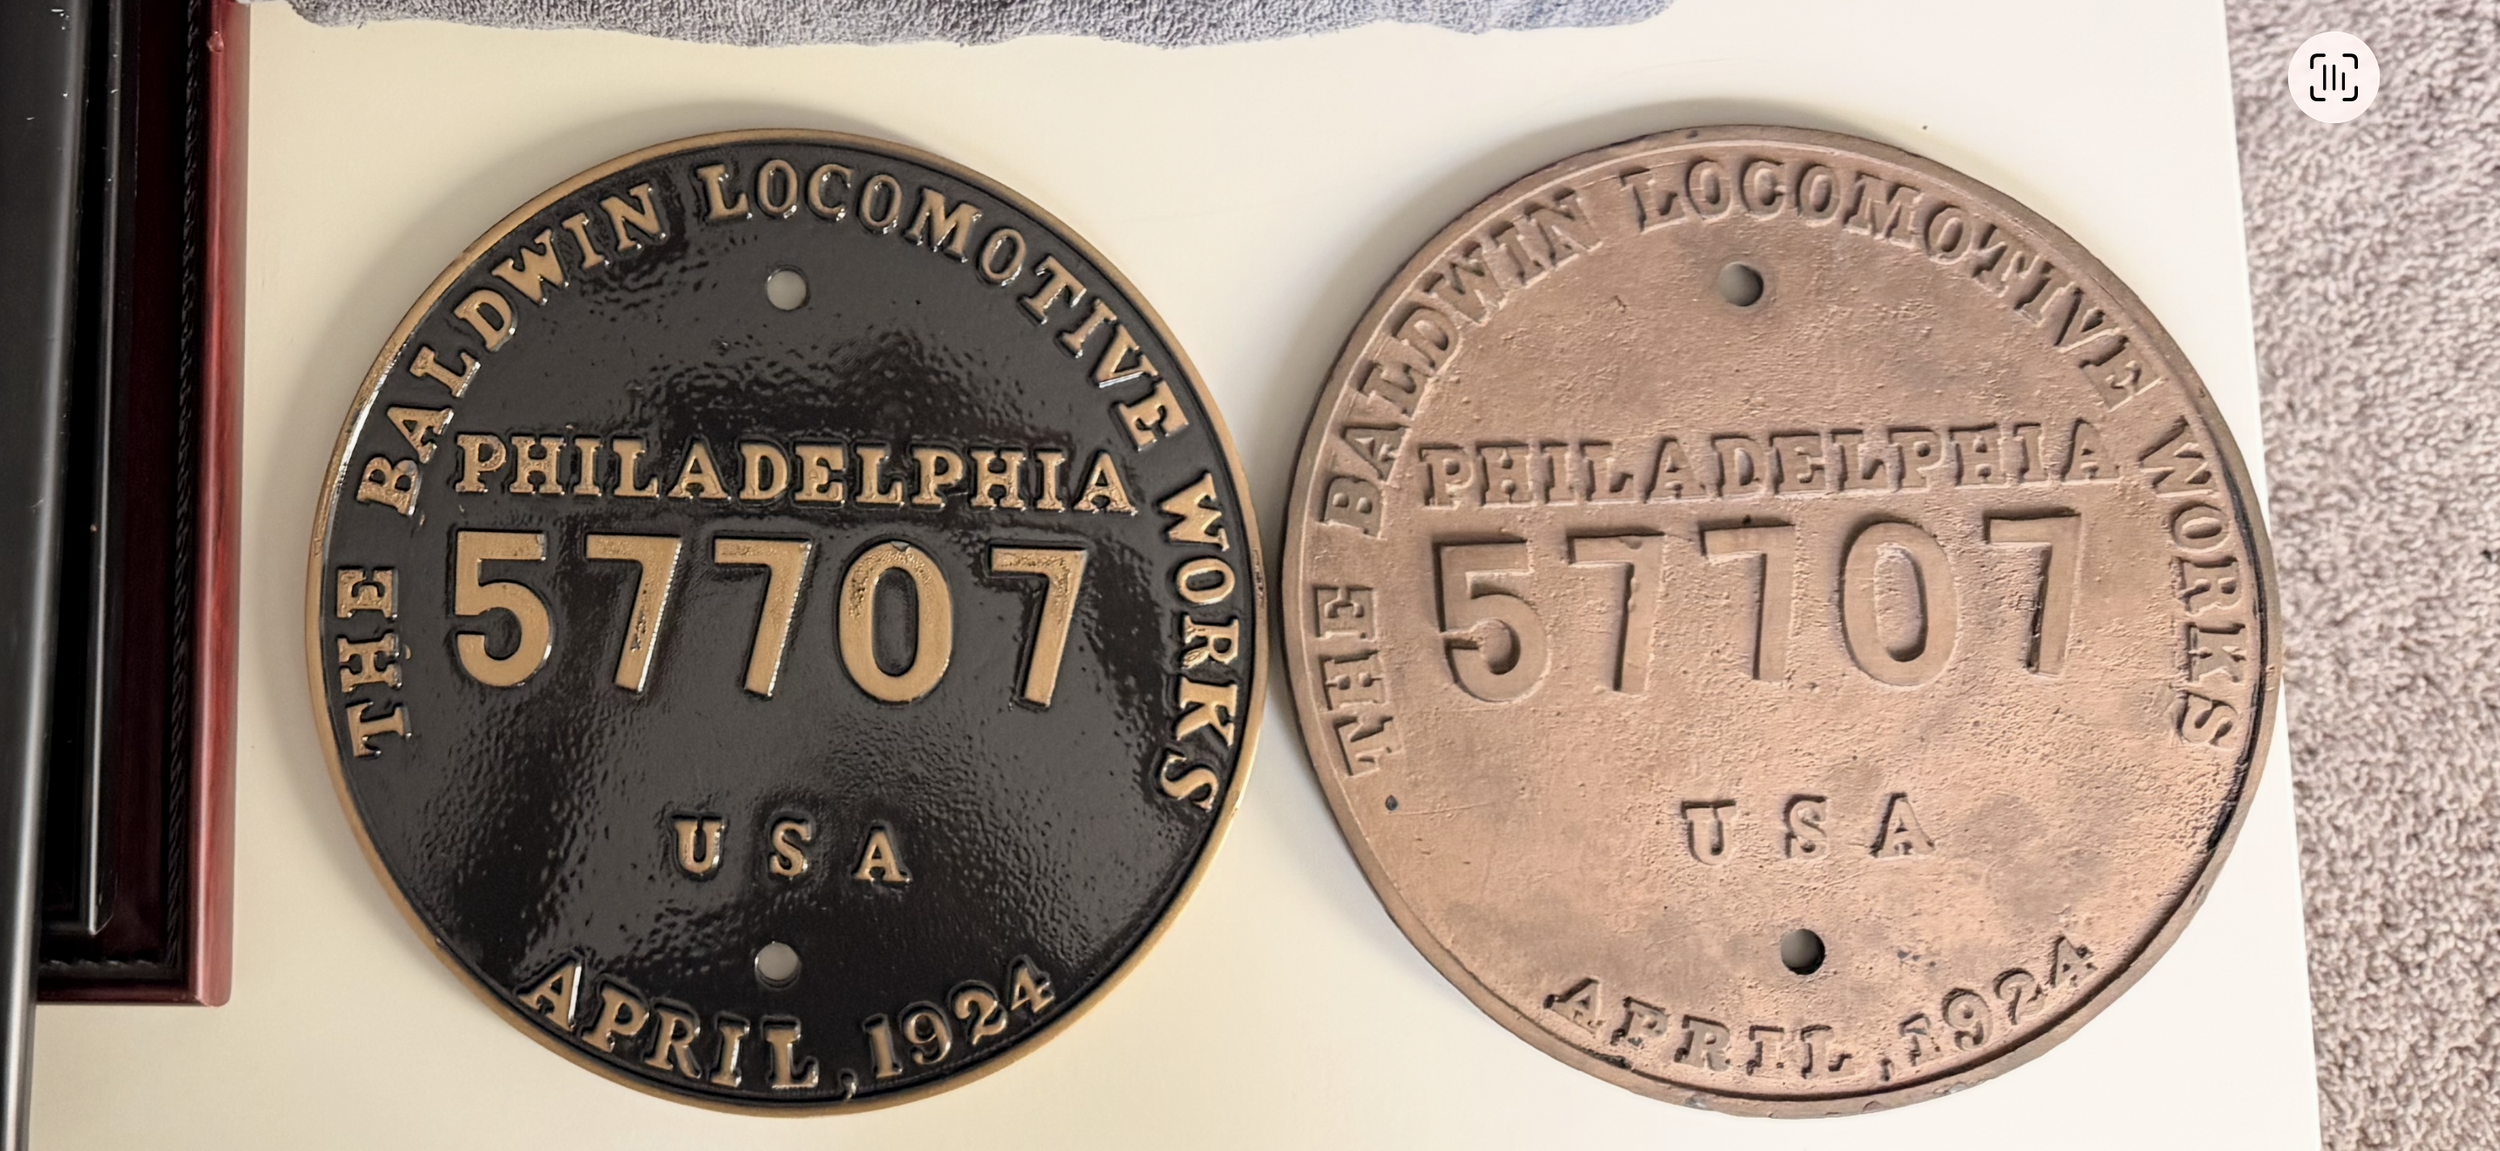 THE BALDWIN LOCOMOTIVE WORKS
PHILADELPHIA
57707
USA
APRIL, 1924
THE BALDWIN LOCOMOTIVE WORKS
PHILADELPHIA
57707
USA
APRIL, 1924